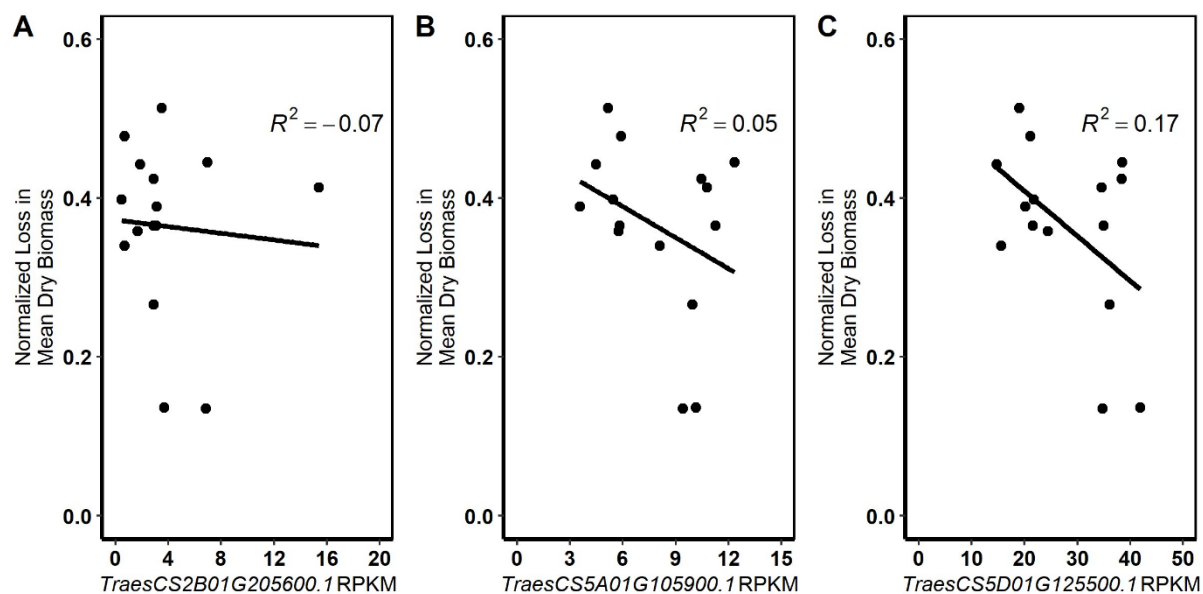 A
B
C
0.6
0.4
0.2
0.0
R² = −0.07
Normalized Loss in
Mean Dry Biomass
0 4 8 12 16 20
TraesCS2B01G205600.1 RPKM
0.6
0.4
0.2
0.0
R² = 0.05
Normalized Loss in
Mean Dry Biomass
0 3 6 9 12 15
TraesCS5A01G105900.1 RPKM
0.6
0.4
0.2
0.0
R² = 0.17
Normalized Loss in
Mean Dry Biomass
0 10 20 30 40 50
TraesCS5D01G125500.1 RPKM